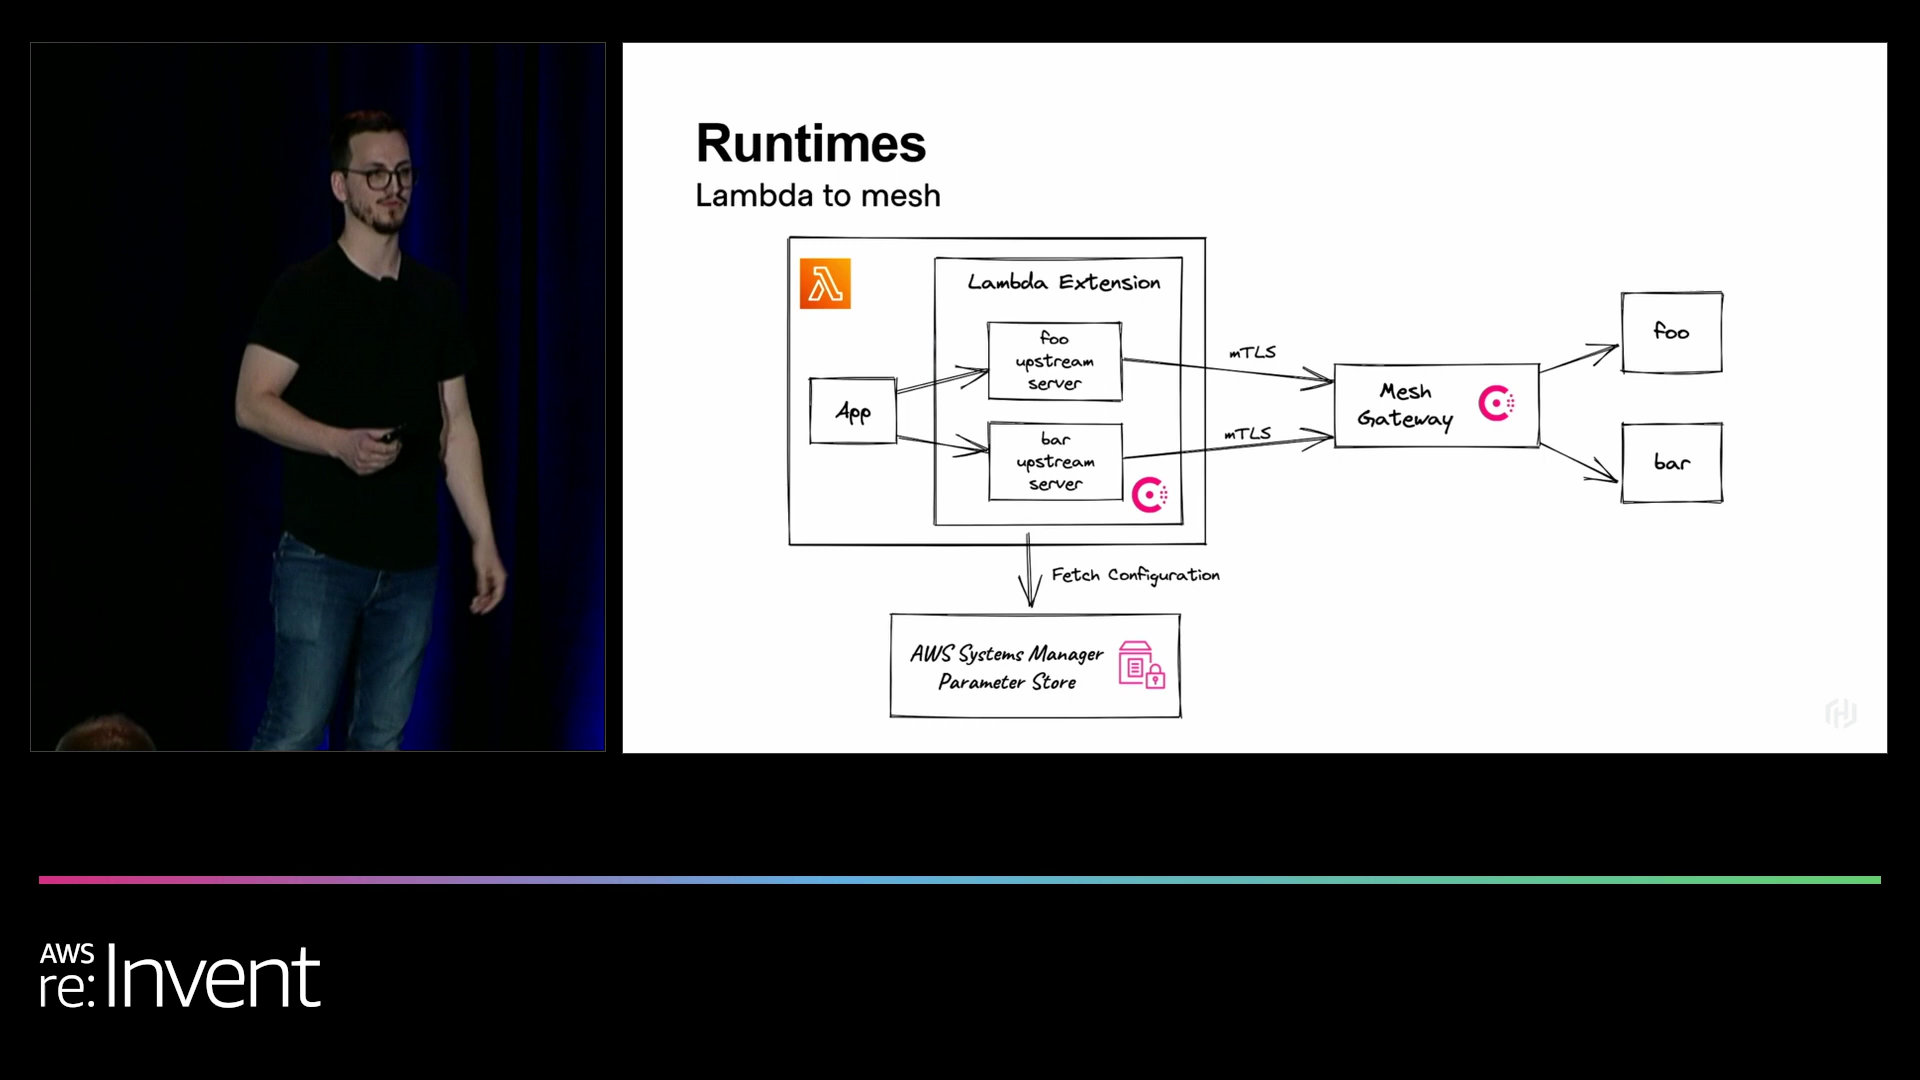 Runtimes
Lambda to mesh
Lambda Extension
foo
upstream
server
App
bar
upstream
server
mTLS
mTLS
Mesh
Gateway
foo
bar
Fetch Configuration
AWS Systems Manager
Parameter Store
AWS
re:Invent